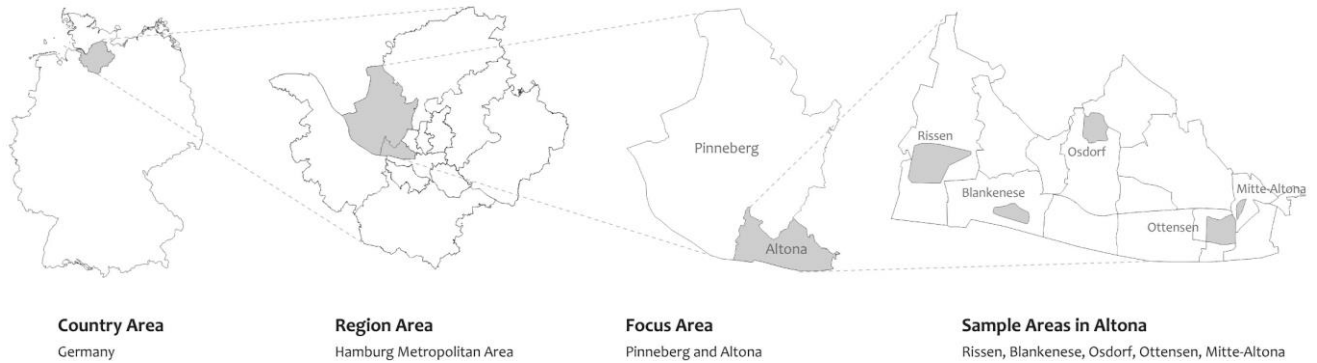 Pinneberg
Altona
Rissen
Osdorf
Blankenese
Mitte-Altona
Ottensen
Country Area
Germany
Region Area
Hamburg Metropolitan Area
Focus Area
Pinneberg and Altona
Sample Areas in Altona
Rissen, Blankenese, Osdorf, Ottensen, Mitte-Altona